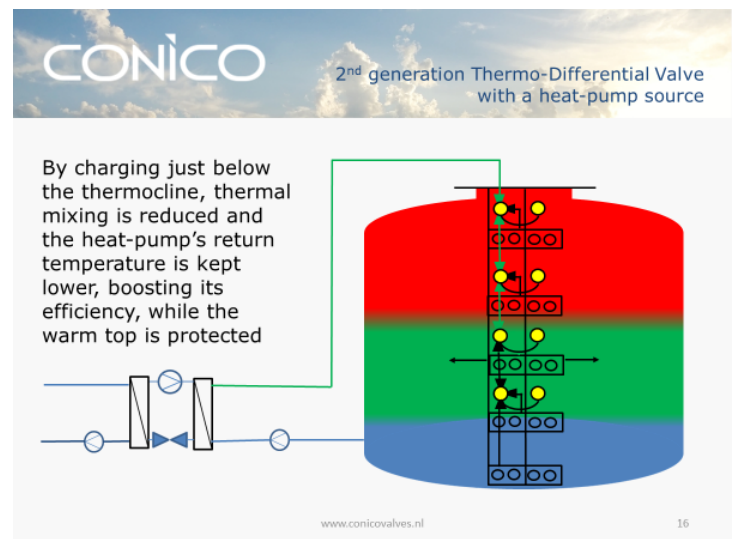 CONÌCO
2nd generation Thermo-Differential Valve
with a heat-pump source
By charging just below
the thermocline, thermal
mixing is reduced and
the heat-pump's return
temperature is kept
lower, boosting its
efficiency, while the
warm top is protected
www.conicovalves.nl
16